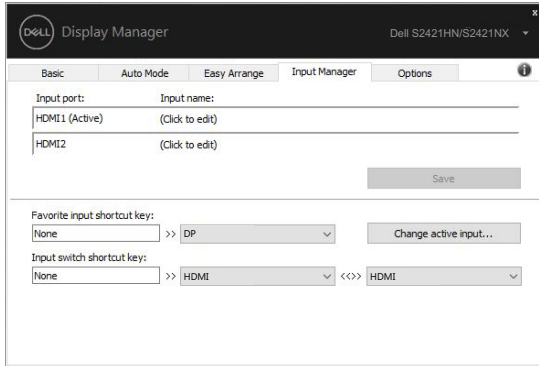 x
DELL Display Manager Dell S2421HN/S2421NX
Basic Auto Mode Easy Arrange Input Manager Options i
Input port: Input name:
HDMI1 (Active) (Click to edit)
HDMI2 (Click to edit)
Save
Favorite input shortcut key:
None >> DP Change active input...
Input switch shortcut key:
None >> HDMI <<>> HDMI